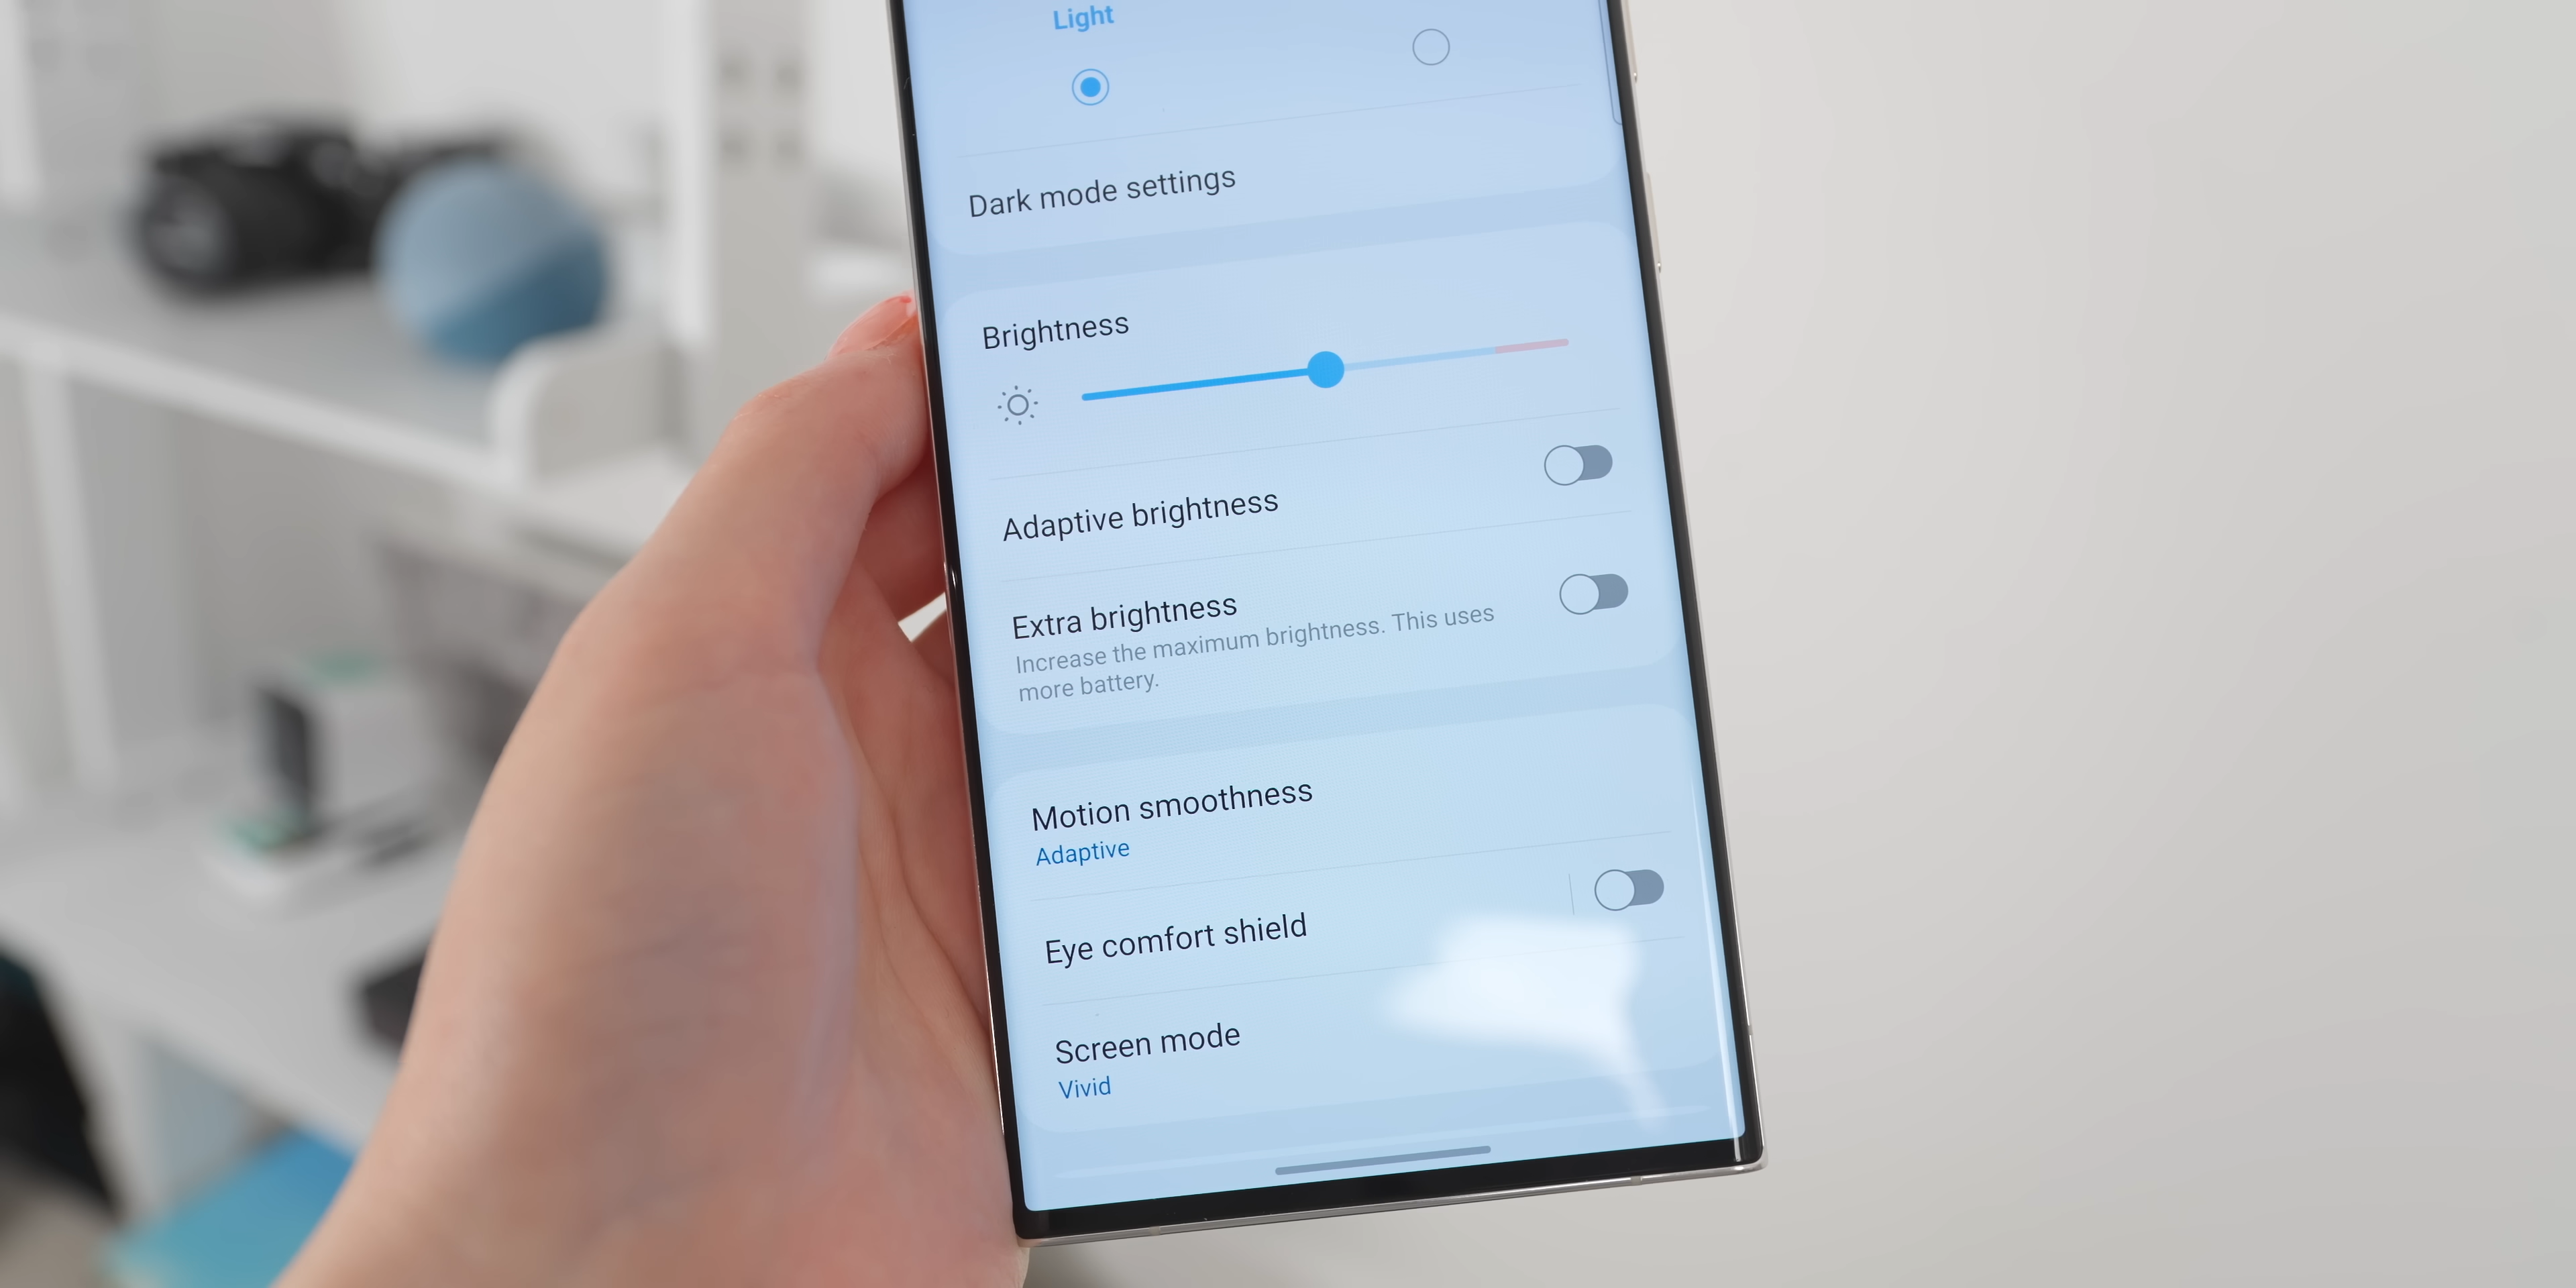 Light
Dark mode settings
Brightness
Adaptive brightness
Extra brightness
Increase the maximum brightness. This uses
more battery.
Motion smoothness
Adaptive
Eye comfort shield
Screen mode
Vivid